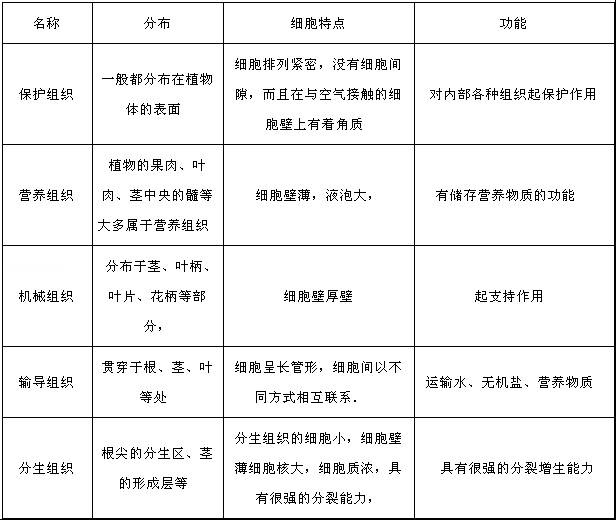 名称
分布
细胞特点
功能
保护组织
一般都分布在植物
体的表面
细胞排列紧密，没有细胞间
隙，而且在与空气接触的细
胞壁上有着角质
对内部各种组织起保护作用
营养组织
植物的果肉、叶
肉、茎中央的髓等
大多属于营养组织
细胞壁薄，液泡大，
有储存营养物质的功能
机械组织
分布于茎、叶柄、
叶片、花柄等部
分，
细胞壁厚壁
起支持作用
输导组织
贯穿于根、茎、叶
等处
细胞呈长管形，细胞间以不
同方式相互联系．
运输水、无机盐、营养物质
分生组织
根尖的分生区、茎
的形成层等
分生组织的细胞小，细胞壁
薄细胞核大，细胞质浓，具
有很强的分裂能力，
具有很强的分裂增生能力